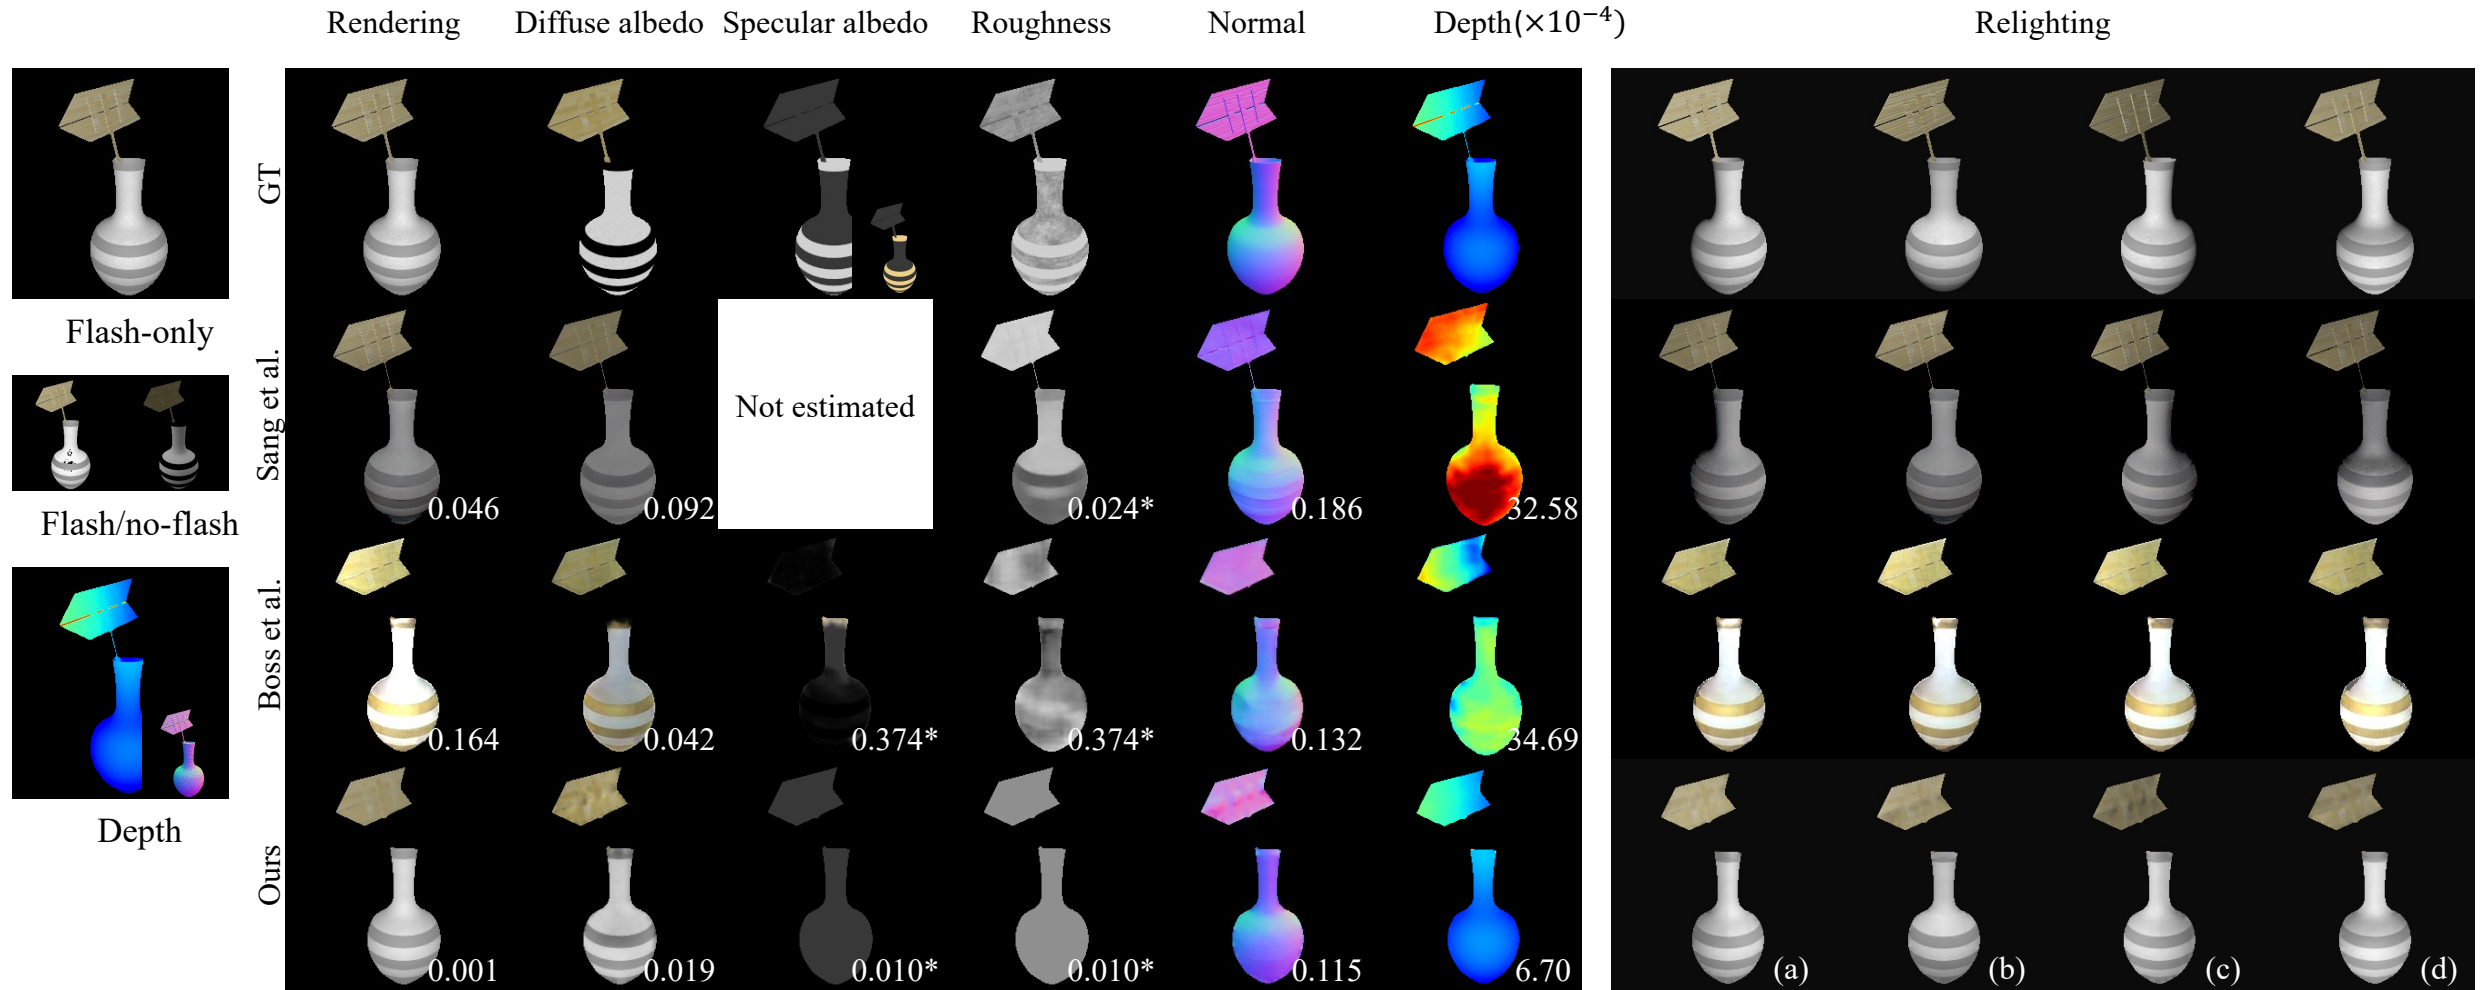 Rendering Diffuse albedo Specular albedo Roughness Normal Depth(×10⁻⁴) Relighting
GT
Flash-only
Sang et al.
Not estimated
0.046 0.092 0.024* 0.186 32.58
Flash/no-flash
Boss et al.
0.164 0.042 0.374* 0.374* 0.132 34.69
Depth
Ours
0.001 0.019 0.010* 0.010* 0.115 6.70 (a) (b) (c) (d)